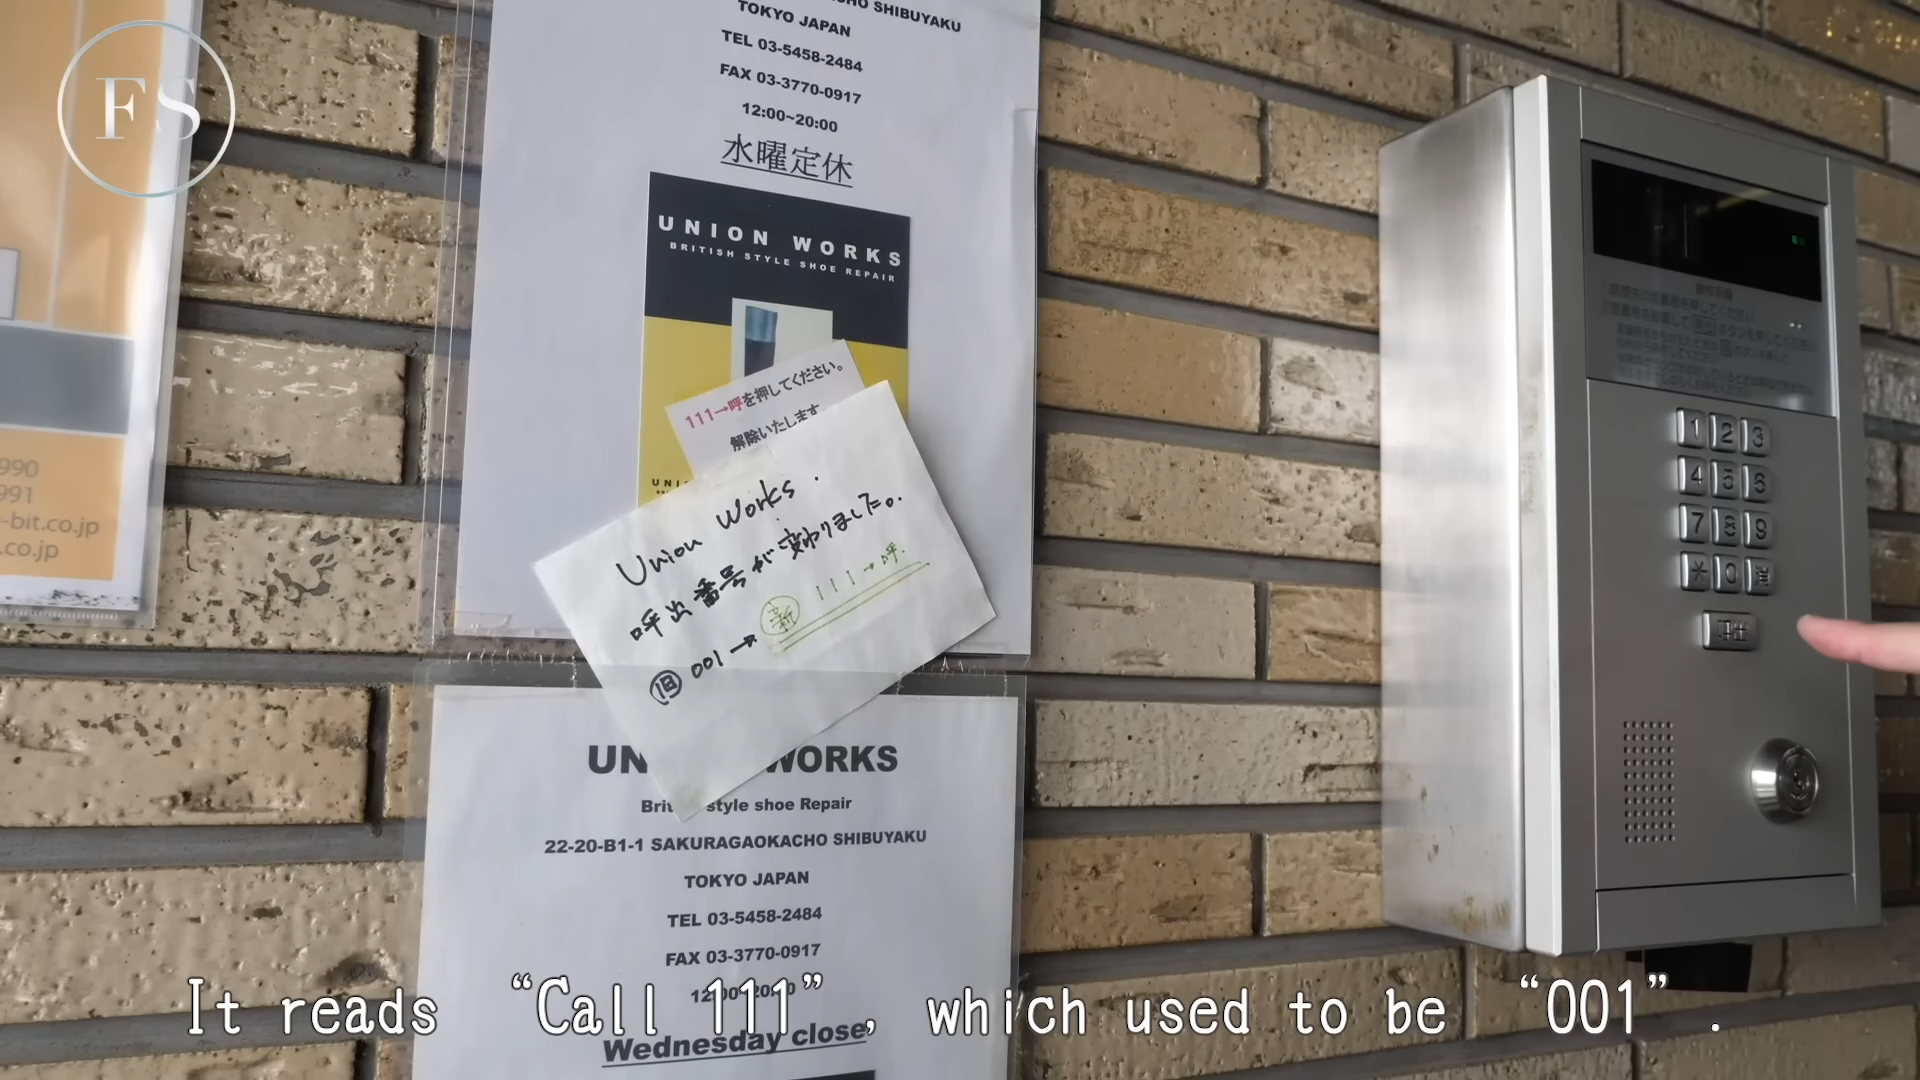 FS
SHIBUYAKU
TOKYO JAPAN
TEL 03-5458-2484
FAX 03-3770-0917
12:00~20:00
水曜定休
UNION WORKS
BRITISH STYLE SHOE REPAIR
111→呼を押してください。
解除いたします。
Union Works.
呼出番号が変わりました。
旧 001 → 新 111→呼.
990
991
-bit.co.jp
.co.jp
WORKS
style shoe Repair
22-20-B1-1 SAKURAGAOKACHO SHIBUYAKU
TOKYO JAPAN
TEL 03-5458-2484
FAX 03-3770-0917
Wednesday close
1 2 3
4 5 6
7 8 9
* 0
呼出
It reads “Call 111”, which used to be “001”.